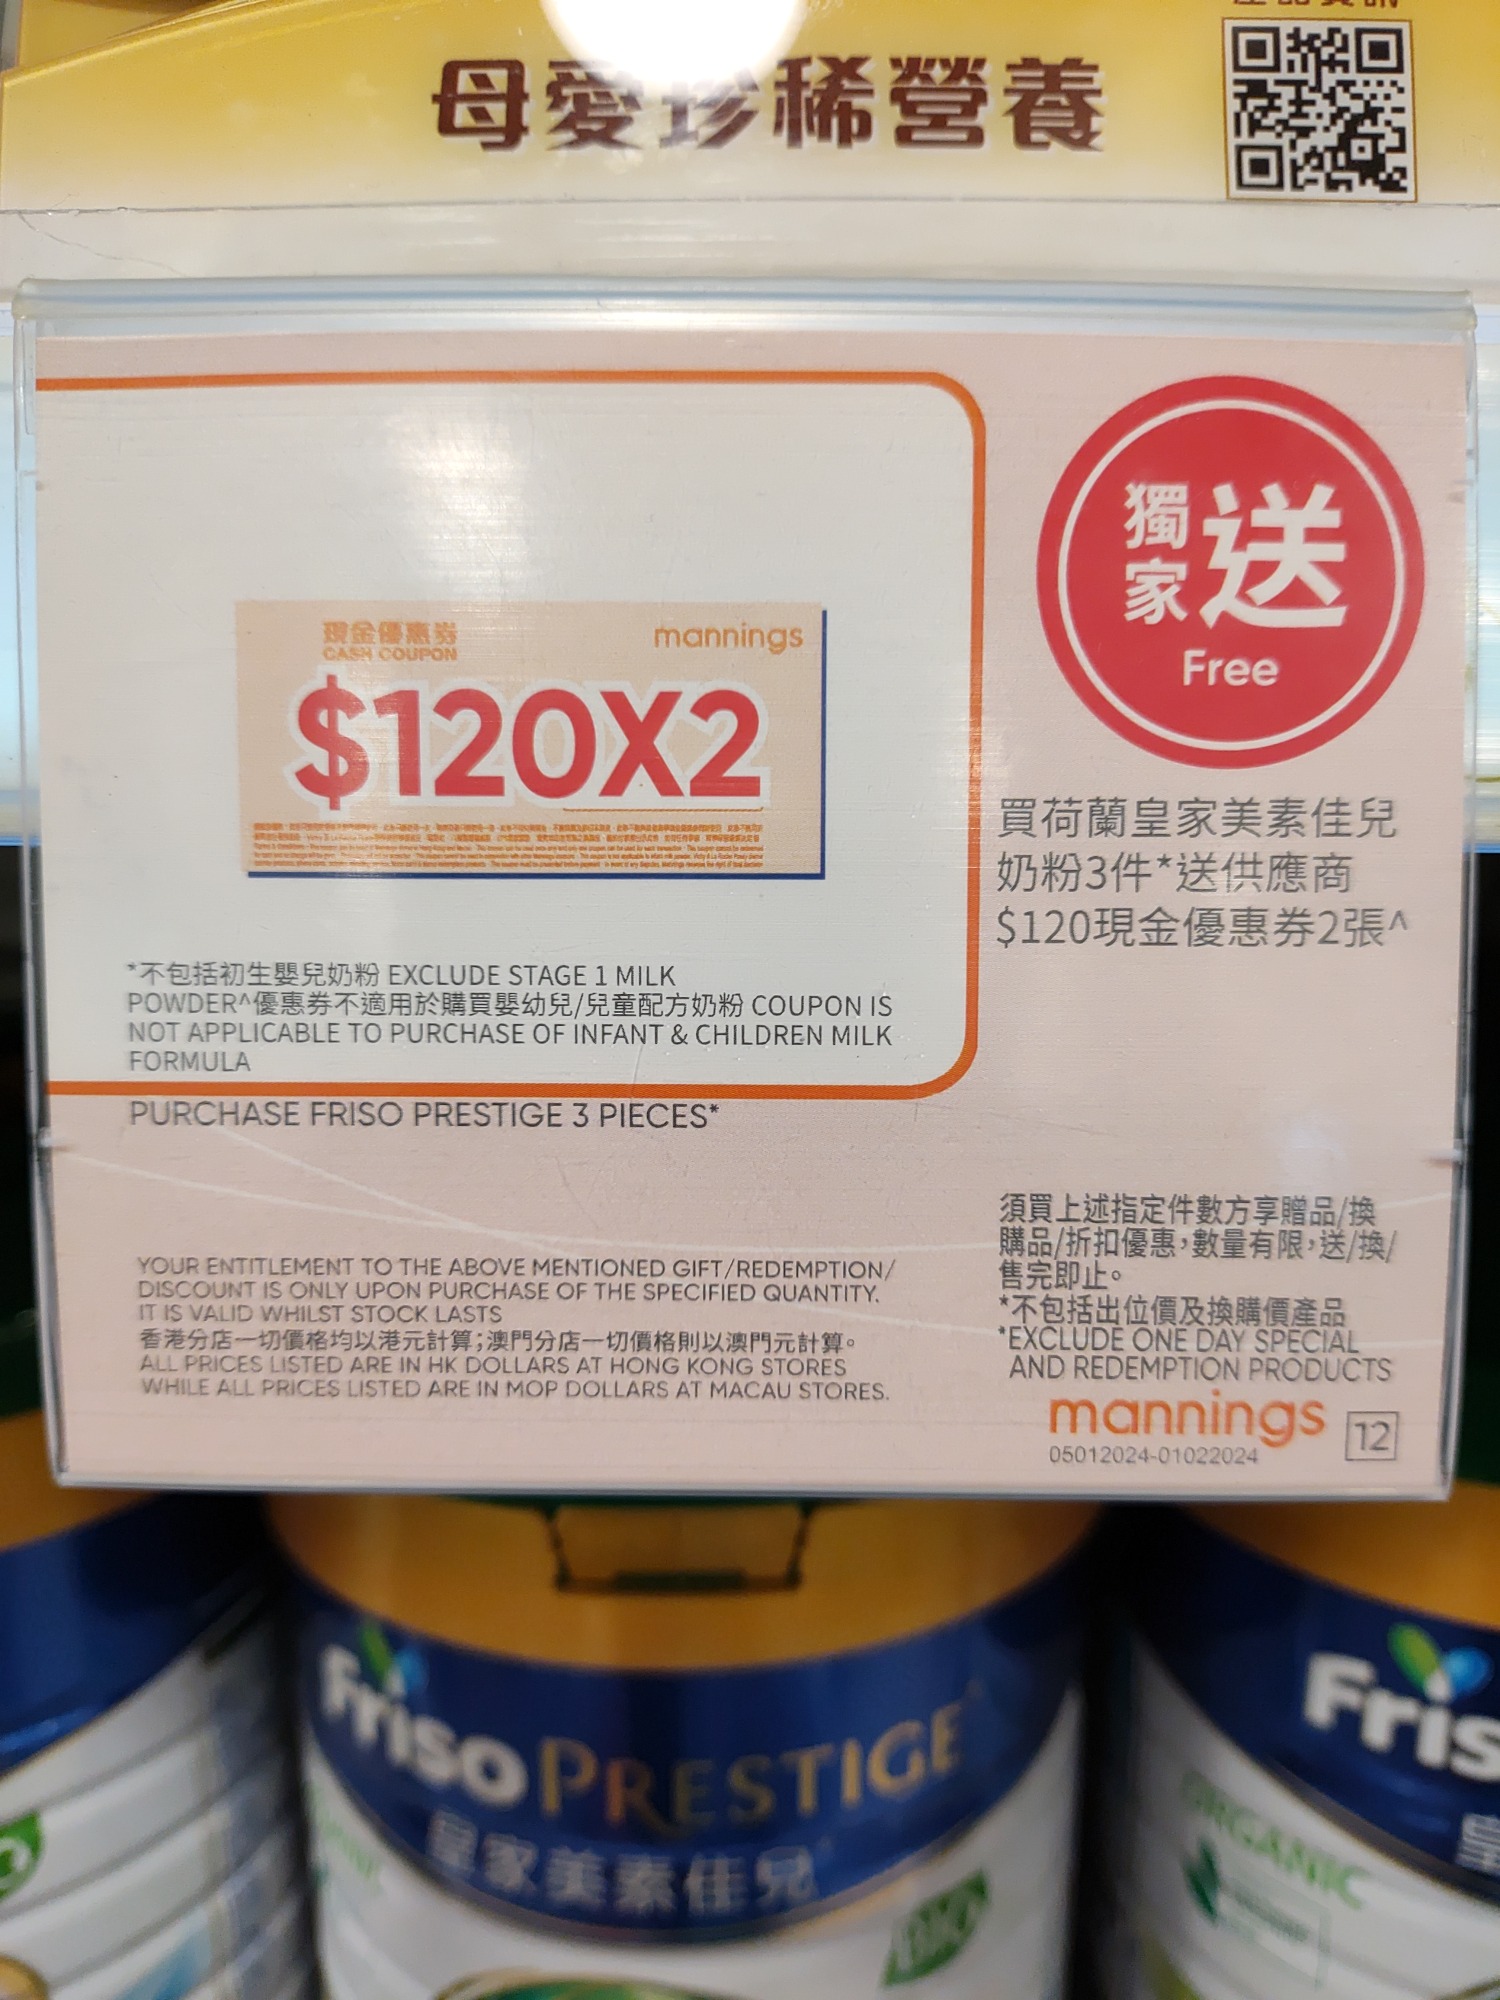 母愛珍稀營養
獨家送
Free
現金優惠券
CASH COUPON
mannings
$120X2
買荷蘭皇家美素佳兒
奶粉3件*送供應商
$120現金優惠券2張^
*不包括初生嬰兒奶粉 EXCLUDE STAGE 1 MILK
POWDER^優惠券不適用於購買嬰幼兒/兒童配方奶粉 COUPON IS
NOT APPLICABLE TO PURCHASE OF INFANT & CHILDREN MILK
FORMULA
PURCHASE FRISO PRESTIGE 3 PIECES*
YOUR ENTITLEMENT TO THE ABOVE MENTIONED GIFT/REDEMPTION/
DISCOUNT IS ONLY UPON PURCHASE OF THE SPECIFIED QUANTITY.
IT IS VALID WHILST STOCK LASTS
香港分店一切價格均以港元計算;澳門分店一切價格則以澳門元計算。
ALL PRICES LISTED ARE IN HK DOLLARS AT HONG KONG STORES
WHILE ALL PRICES LISTED ARE IN MOP DOLLARS AT MACAU STORES.
須買上述指定件數方享贈品/換
購品/折扣優惠,數量有限,送/換/
售完即止。
*不包括出位價及換購價產品
*EXCLUDE ONE DAY SPECIAL
AND REDEMPTION PRODUCTS
mannings 12
05012024-01022024
Friso PRESTIGE
皇家美素佳兒
BIO
Fris
ORGANIC